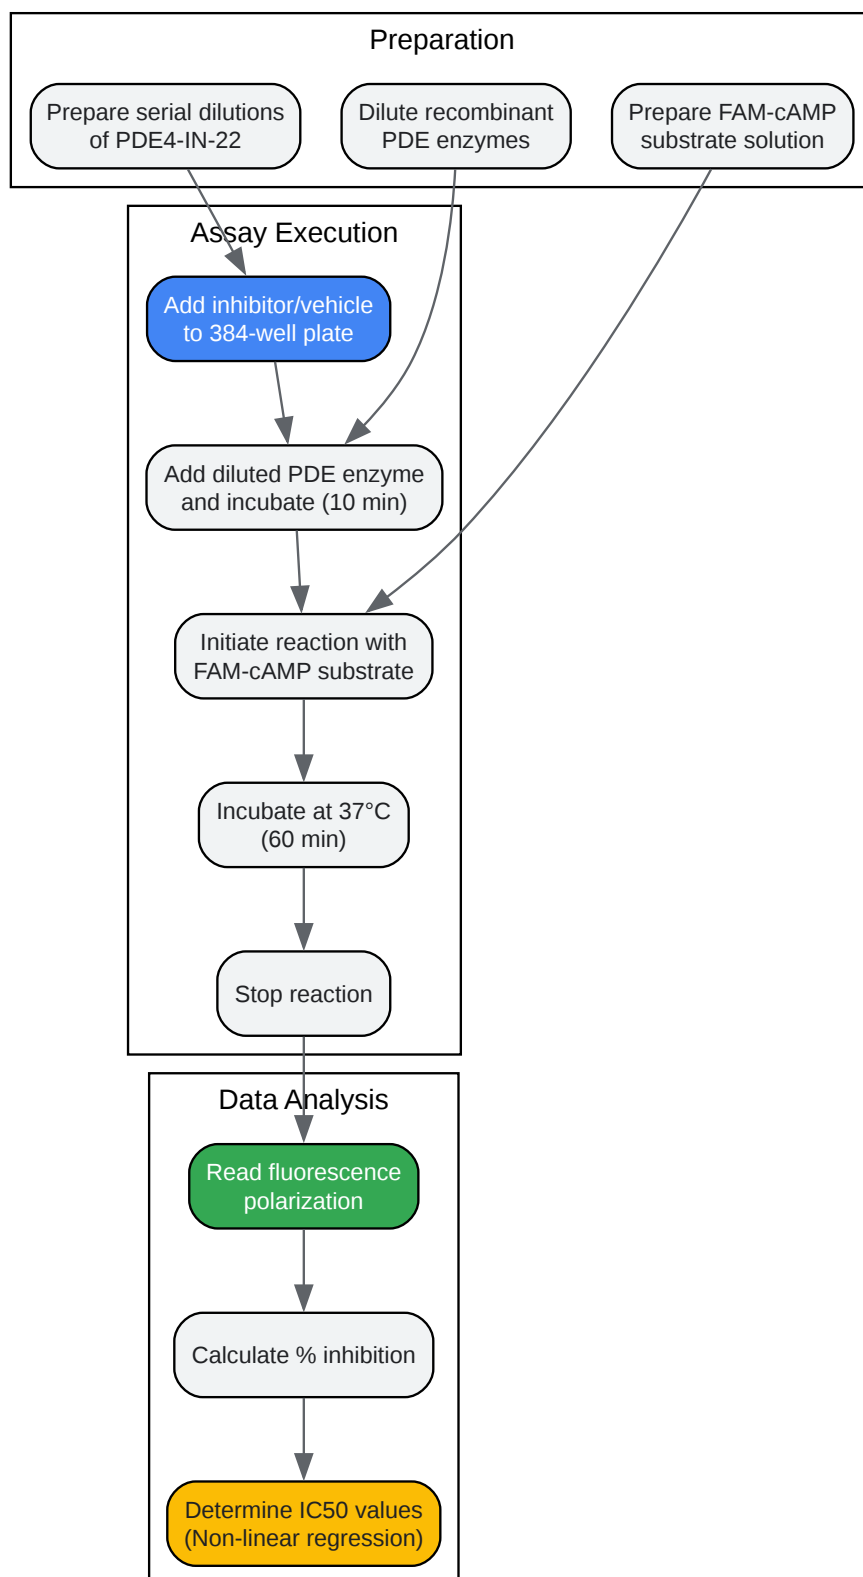 Preparation
Prepare serial dilutions
of PDE4-IN-22
Dilute recombinant
PDE enzymes
Prepare FAM-cAMP
substrate solution
Assay Execution
Add inhibitor/vehicle
to 384-well plate
Add diluted PDE enzyme
and incubate (10 min)
Initiate reaction with
FAM-cAMP substrate
Incubate at 37°C
(60 min)
Stop reaction
Data Analysis
Read fluorescence
polarization
Calculate % inhibition
Determine IC50 values
(Non-linear regression)